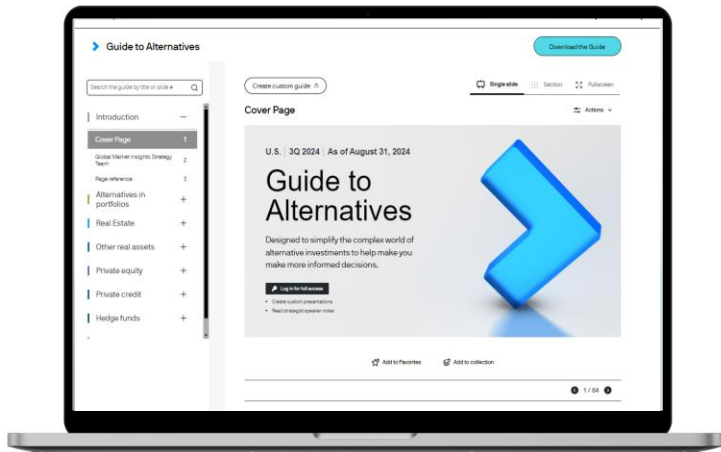 Guide to Alternatives
Download the Guide
Search the guide by title or slide #
Create custom guide
Single slide
Section
Fullscreen
Introduction
Cover Page
Actions
Cover Page 1
Global Market Insights Strategy
Team 2
Page reference 3
Alternatives in
portfolios
Real Estate
Other real assets
Private equity
Private credit
Hedge funds
U.S. | 3Q 2024 | As of August 31, 2024
Guide to
Alternatives
Designed to simplify the complex world of
alternative investments to help make you
make more informed decisions.
Log in for full access
• Create custom presentations
• Read strategist speaker notes
Add to Favorites
Add to collection
1 / 84